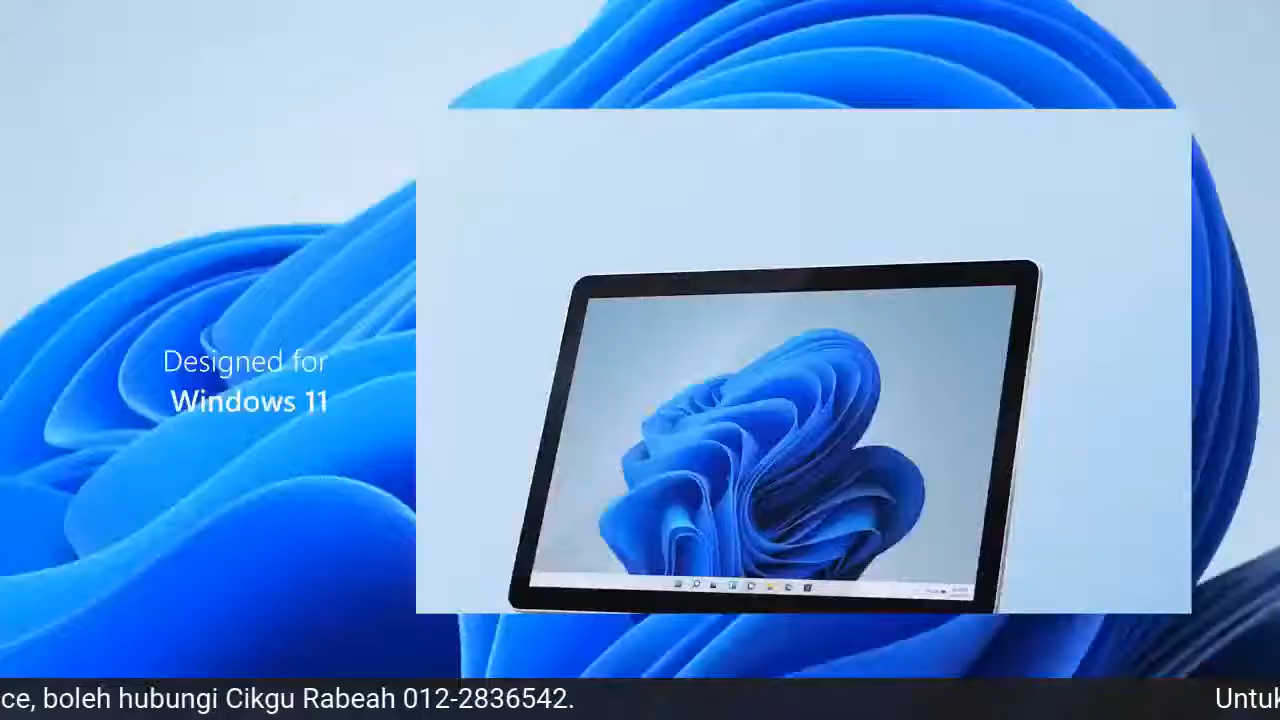 Designed for
Windows 11
ce, boleh hubungi Cikgu Rabeah 012-2836542.
Untuk